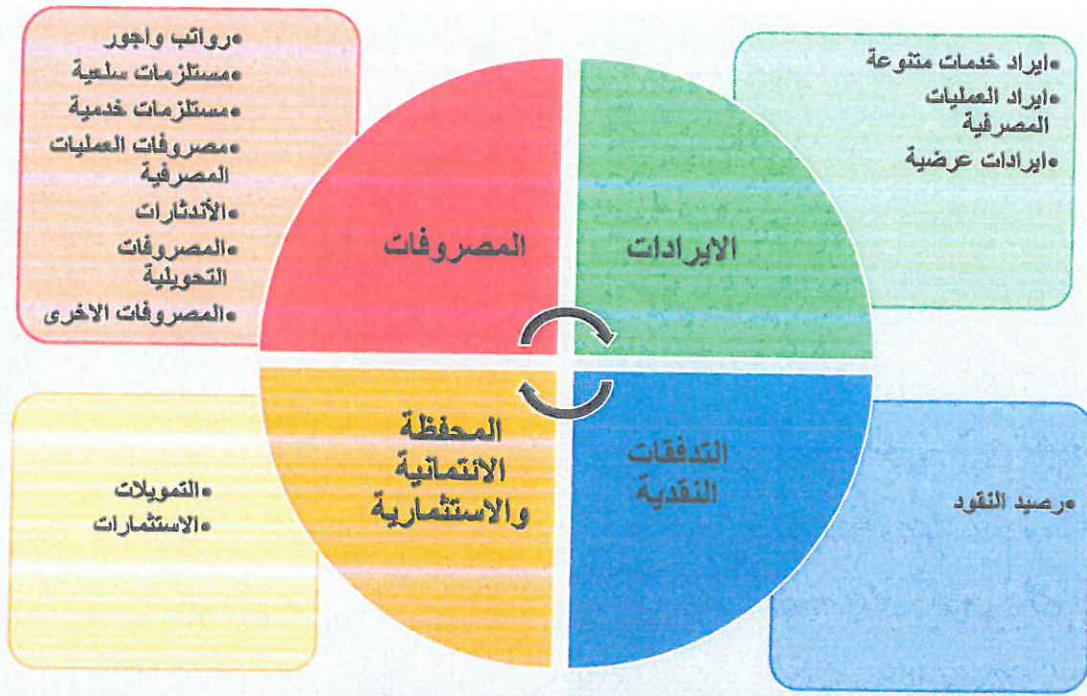 •ايراد خدمات متنوعة
•ايراد العمليات
المصرفية
•ايرادات عرضية
•رواتب واجور
•مستلزمات سلعية
•مستلزمات خدمية
•مصروفات العمليات
المصرفية
•الأندثارات
•المصروفات
التحويلية
•المصروفات الاخرى
الايرادات
المصروفات
التدفقات
النقدية
المحفظة
الائتمانية
والاستثمارية
•رصيد النقود
•التمويلات
•الاستثمارات